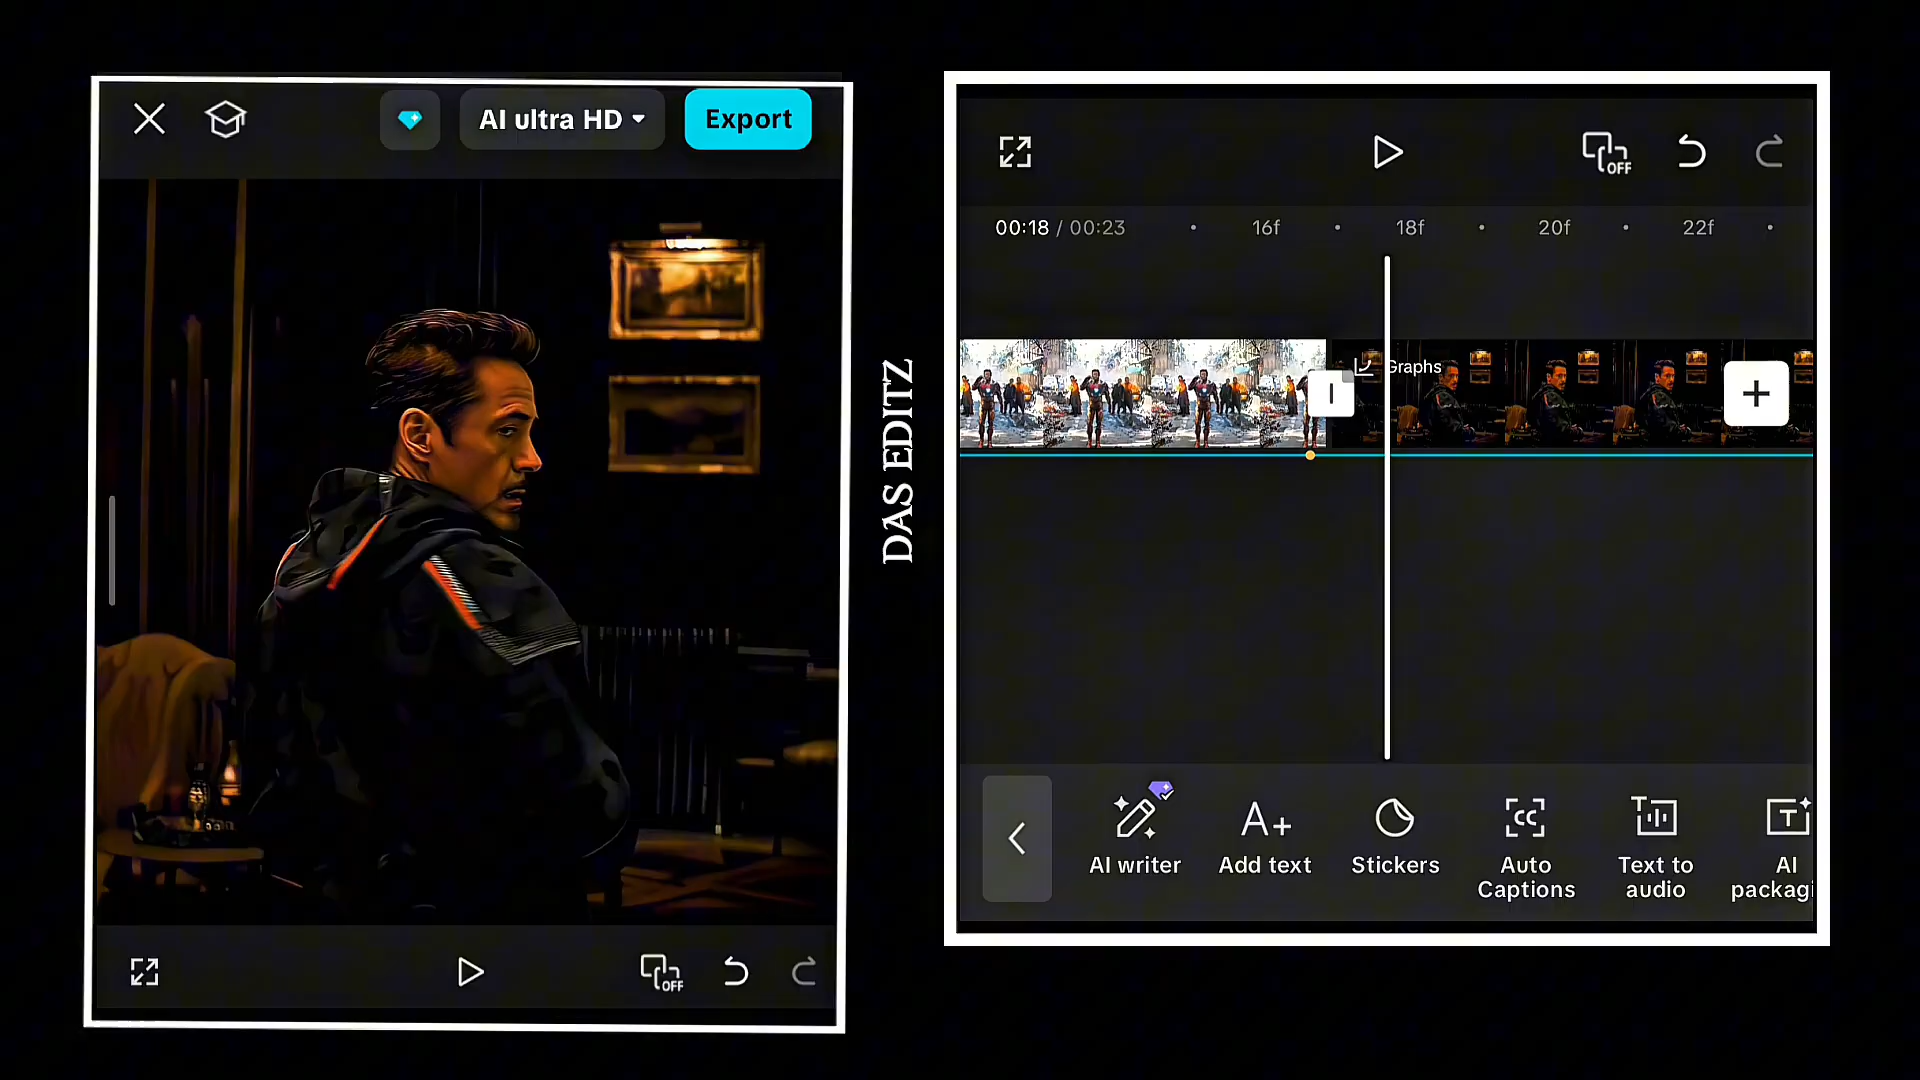 AI ultra HD
Export
OFF
DAS EDITZ
OFF
00:18 / 00:23
16f
18f
20f
22f
Graphs
AI writer
Add text
Stickers
Auto
Captions
Text to
audio
AI
packagi